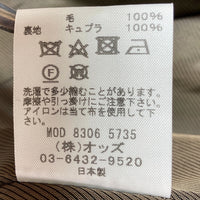 毛 100%
裏地 キュプラ 100%
洗濯で多少縮むことがあります。
摩擦や引っ掛けにご注意下さい。
アイロンは当て布を使用して下さい。
MOD 8306 5735
(株)オッズ
03-6432-9520
日本製